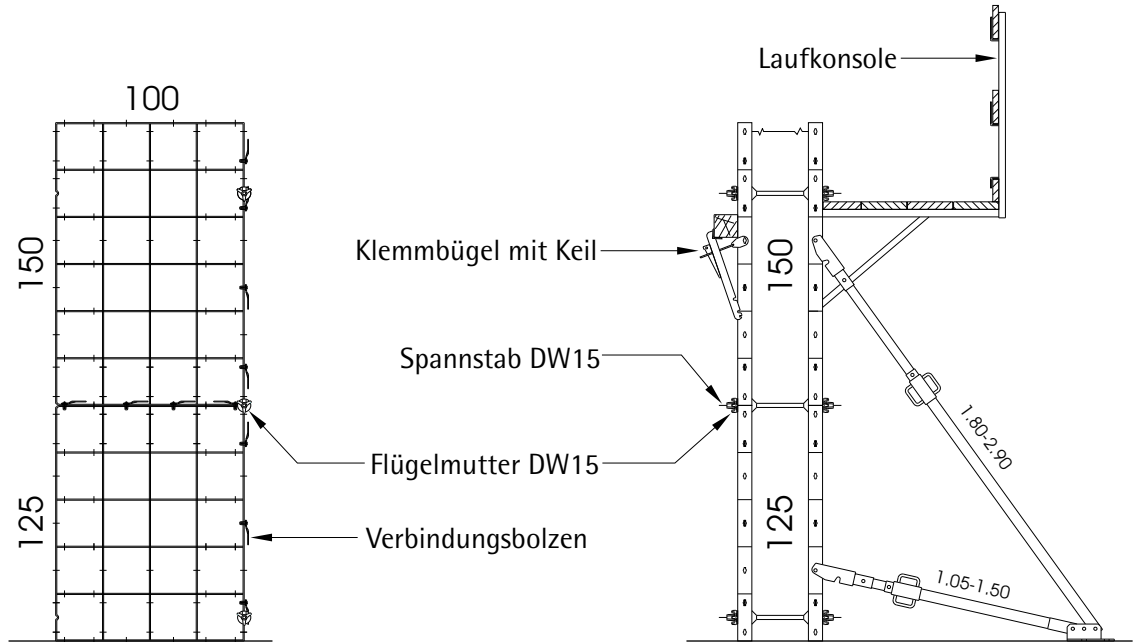 Laufkonsole
100
150
Klemmbügel mit Keil
150
Spannstab DW15
1.80-2.90
Flügelmutter DW15
125
Verbindungsbolzen
125
1.05-1.50